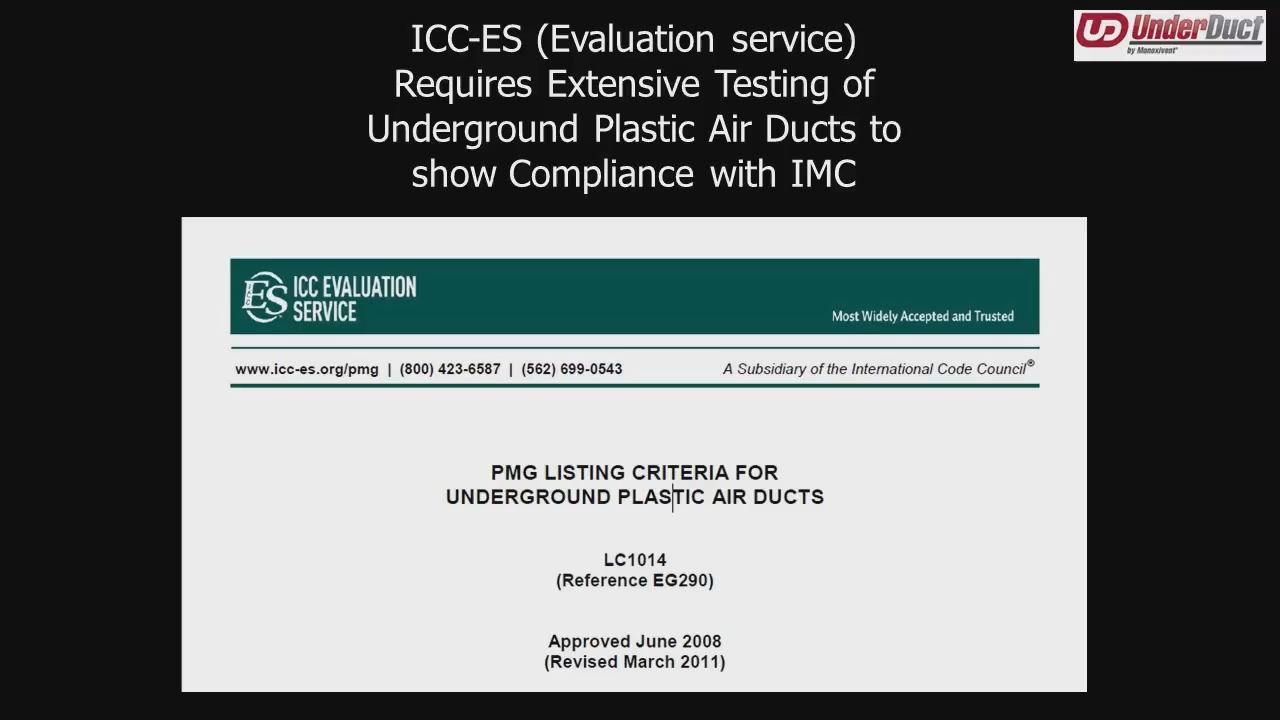 ICC-ES (Evaluation service)
Requires Extensive Testing of
Underground Plastic Air Ducts to
show Compliance with IMC
UD UnderDuct
by Monoxivent®
ES ICC EVALUATION
SERVICE
Most Widely Accepted and Trusted
www.icc-es.org/pmg | (800) 423-6587 | (562) 699-0543
A Subsidiary of the International Code Council®
PMG LISTING CRITERIA FOR
UNDERGROUND PLASTIC AIR DUCTS
LC1014
(Reference EG290)
Approved June 2008
(Revised March 2011)